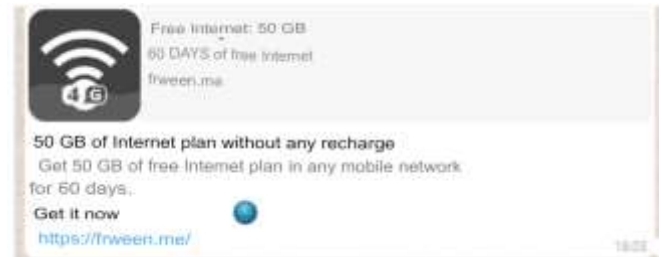 Free Internet: 50 GB
60 DAYS of free Internet
frween.me
4G
50 GB of Internet plan without any recharge
Get 50 GB of free Internet plan in any mobile network
for 60 days.
Get it now
https://frween.me/